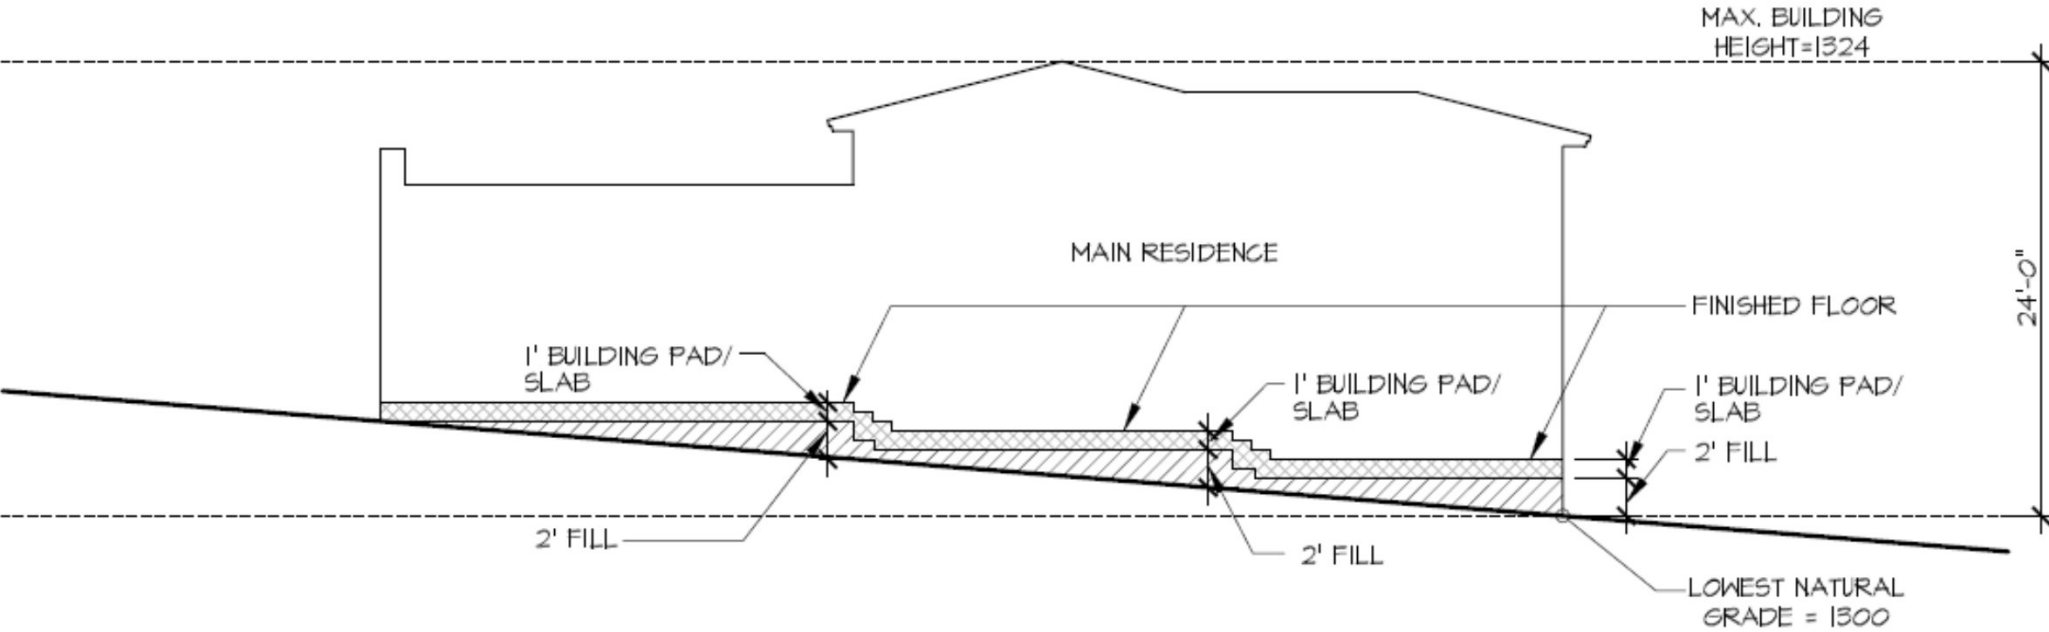 MAX. BUILDING
HEIGHT=1324
MAIN RESIDENCE
24'-0"
FINISHED FLOOR
1' BUILDING PAD/
SLAB
1' BUILDING PAD/
SLAB
1' BUILDING PAD/
SLAB
2' FILL
2' FILL
2' FILL
LOWEST NATURAL
GRADE = 1300